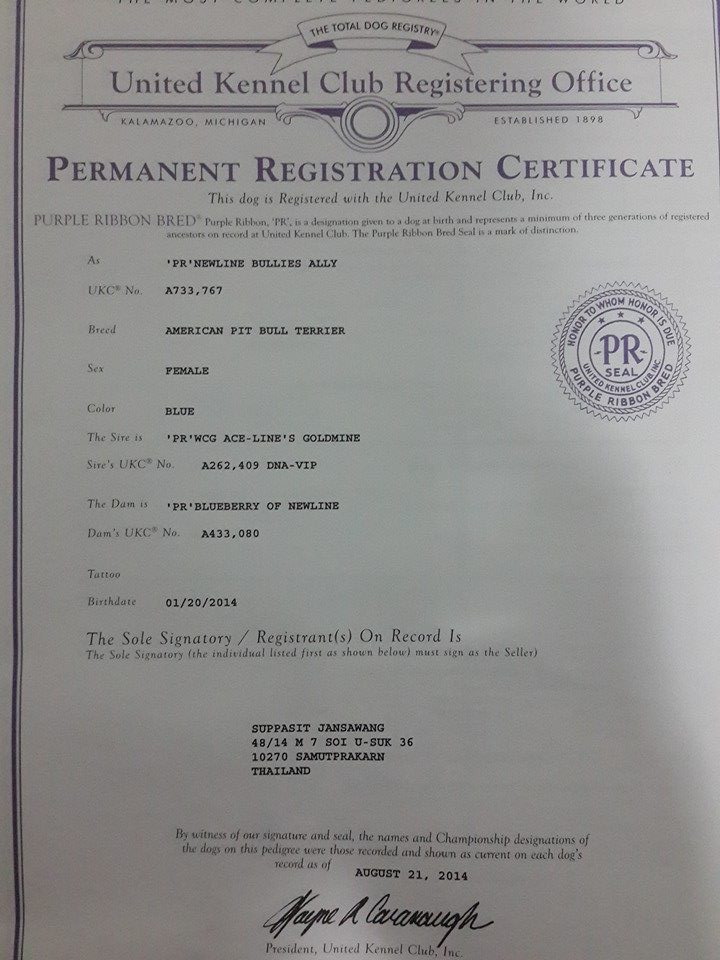 THE MOST COMPLETE PEDIGREES IN THE WORLD
THE TOTAL DOG REGISTRY®
United Kennel Club Registering Office
KALAMAZOO, MICHIGAN ESTABLISHED 1898
PERMANENT REGISTRATION CERTIFICATE
This dog is Registered with the United Kennel Club, Inc.
PURPLE RIBBON BRED® Purple Ribbon, 'PR', is a designation given to a dog at birth and represents a minimum of three generations of registered
ancestors on record at United Kennel Club. The Purple Ribbon Bred Seal is a mark of distinction.
As 'PR'NEWLINE BULLIES ALLY
UKC® No. A733,767
Breed AMERICAN PIT BULL TERRIER
HONOR TO WHOM HONOR IS DUE
-PR-
SEAL
UNITED KENNEL CLUB, INC.
PURPLE RIBBON BRED
Sex FEMALE
Color BLUE
The Sire is 'PR'WCG ACE-LINE'S GOLDMINE
Sire's UKC® No. A262,409 DNA-VIP
The Dam is 'PR'BLUEBERRY OF NEWLINE
Dam's UKC® No. A433,080
Tattoo
Birthdate 01/20/2014
The Sole Signatory / Registrant(s) On Record Is
The Sole Signatory (the individual listed first as shown below) must sign as the Seller)
SUPPASIT JANSAWANG
48/14 M 7 SOI U-SUK 36
10270 SAMUTPRAKARN
THAILAND
By witness of our signature and seal, the names and Championship designations of
the dogs on this pedigree were those recorded and shown as current on each dog's
record as of AUGUST 21, 2014
Wayne R Cavanaugh
President, United Kennel Club, Inc.